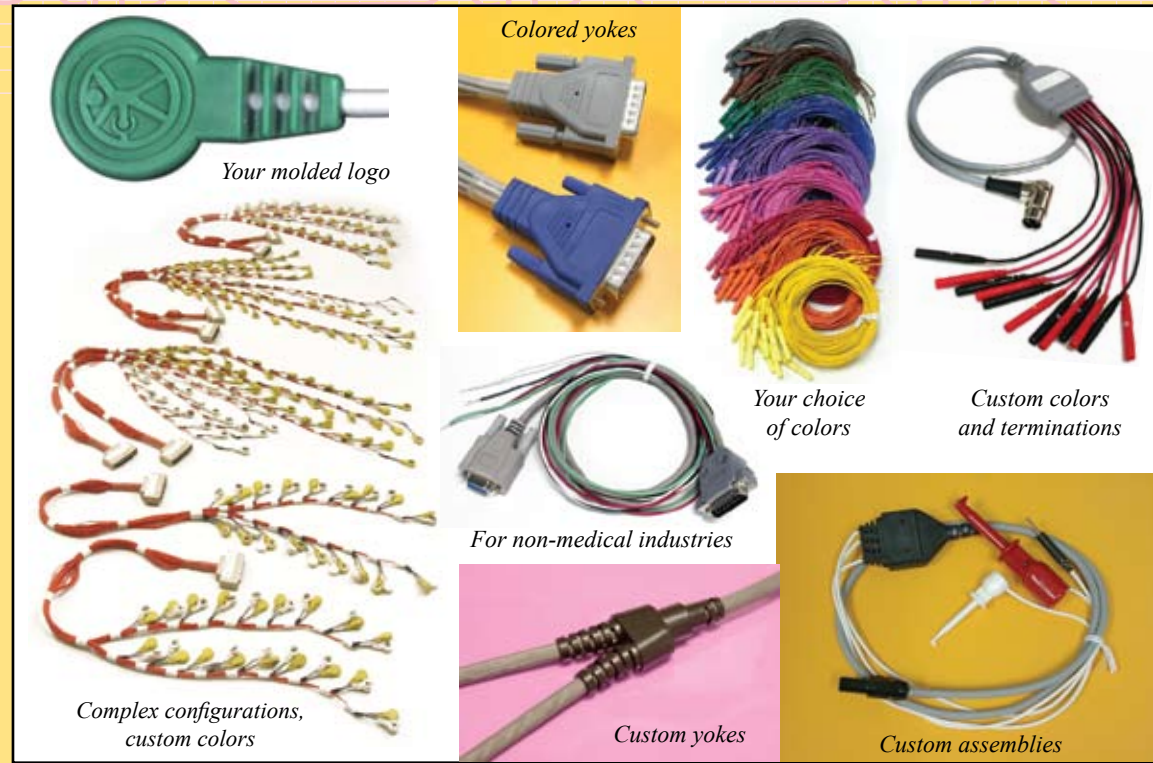 Colored yokes
Your molded logo
Your choice
of colors
Custom colors
and terminations
For non-medical industries
Complex configurations,
custom colors
Custom yokes
Custom assemblies